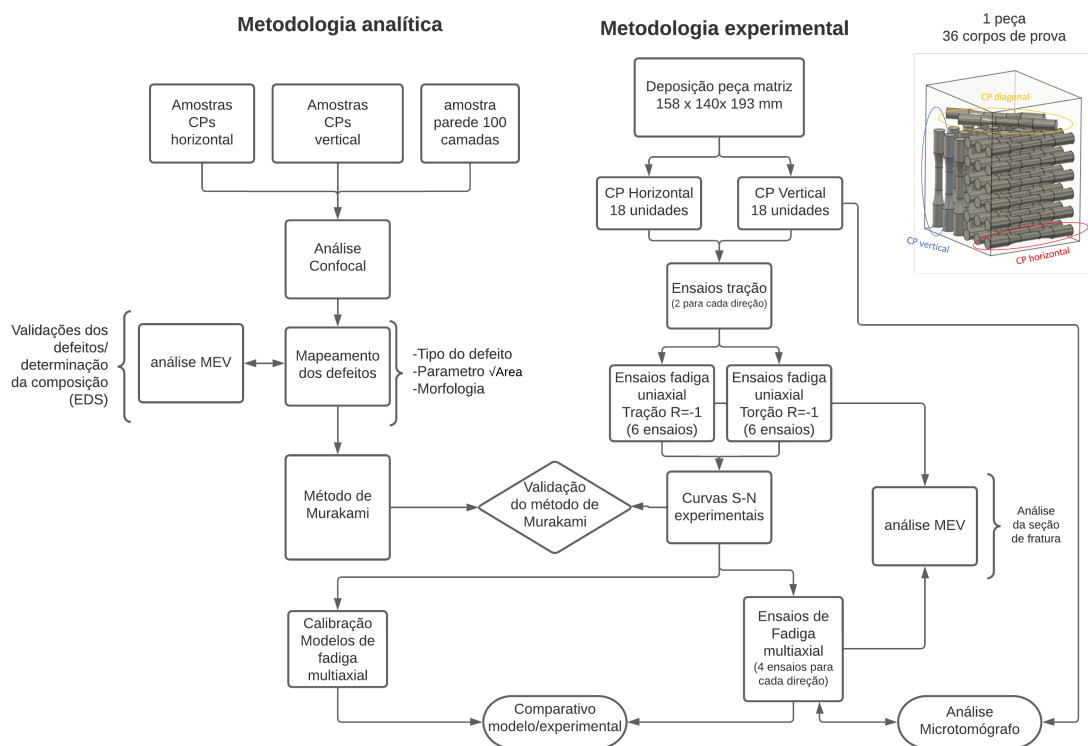 Metodologia analítica
Metodologia experimental
1 peça
36 corpos de prova
Amostras
CPs
horizontal
Amostras
CPs
vertical
amostra
parede 100
camadas
Deposição peça matriz
158 x 140x 193 mm
CP diagonal
CP vertical
CP horizontal
CP Horizontal
18 unidades
CP Vertical
18 unidades
Análise
Confocal
Ensaios tração
(2 para cada direção)
Validações dos
defeitos/
determinação
da composição
(EDS)
análise MEV
Mapeamento
dos defeitos
-Tipo do defeito
-Parametro √Area
-Morfologia
Ensaios fadiga
uniaxial
Tração R=-1
(6 ensaios)
Ensaios fadiga
uniaxial
Torção R=-1
(6 ensaios)
Método de
Murakami
Validação
do método de
Murakami
Curvas S-N
experimentais
análise MEV
Análise
da seção
de fratura
Calibração
Modelos de
fadiga
multiaxial
Ensaios de
Fadiga
multiaxial
(4 ensaios para
cada direção)
Comparativo
modelo/experimental
Análise
Microtomógrafo